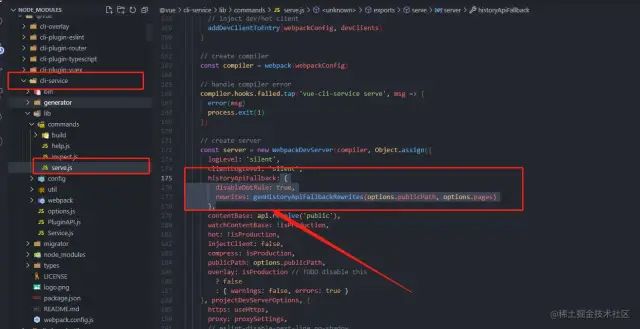 NODE_MODULES
@vue > cli-service > lib > commands > serve.js > <unknown> > exports > serve > server > historyApiFallback
cli-overlay
cli-plugin-eslint
cli-plugin-router
cli-plugin-typescript
cli-plugin-vuex
cli-service
bin
generator
lib
commands
build
help.js
inspect.js
serve.js
config
util
webpack
options.js
PluginAPI.js
Service.js
migrator
node_modules
types
LICENSE
logo.png
package.json
README.md
webpack.config.js
// inject dev/hot client
addDevClientToEntry(webpackConfig, devClients)
// create compiler
const compiler = webpack(webpackConfig)
// handle compiler error
compiler.hooks.failed.tap('vue-cli-service serve', msg => {
error(msg)
process.exit(1)
})
// create server
const server = new WebpackDevServer(compiler, Object.assign({
logLevel: 'silent',
clientLogLevel: 'silent',
175
historyApiFallback: {
disableDotRule: true,
rewrites: genHistoryApiFallbackRewrites(options.publicPath, options.pages)
},
contentBase: api.resolve('public'),
watchContentBase: !isProduction,
hot: !isProduction,
injectClient: false,
compress: isProduction,
publicPath: options.publicPath,
overlay: isProduction // TODO disable this
? false
: { warnings: false, errors: true }
}, projectDevServerOptions, {
https: useHttps,
proxy: proxySettings,
// eslint-disable-next-line no-shadow
@稀土掘金技术社区